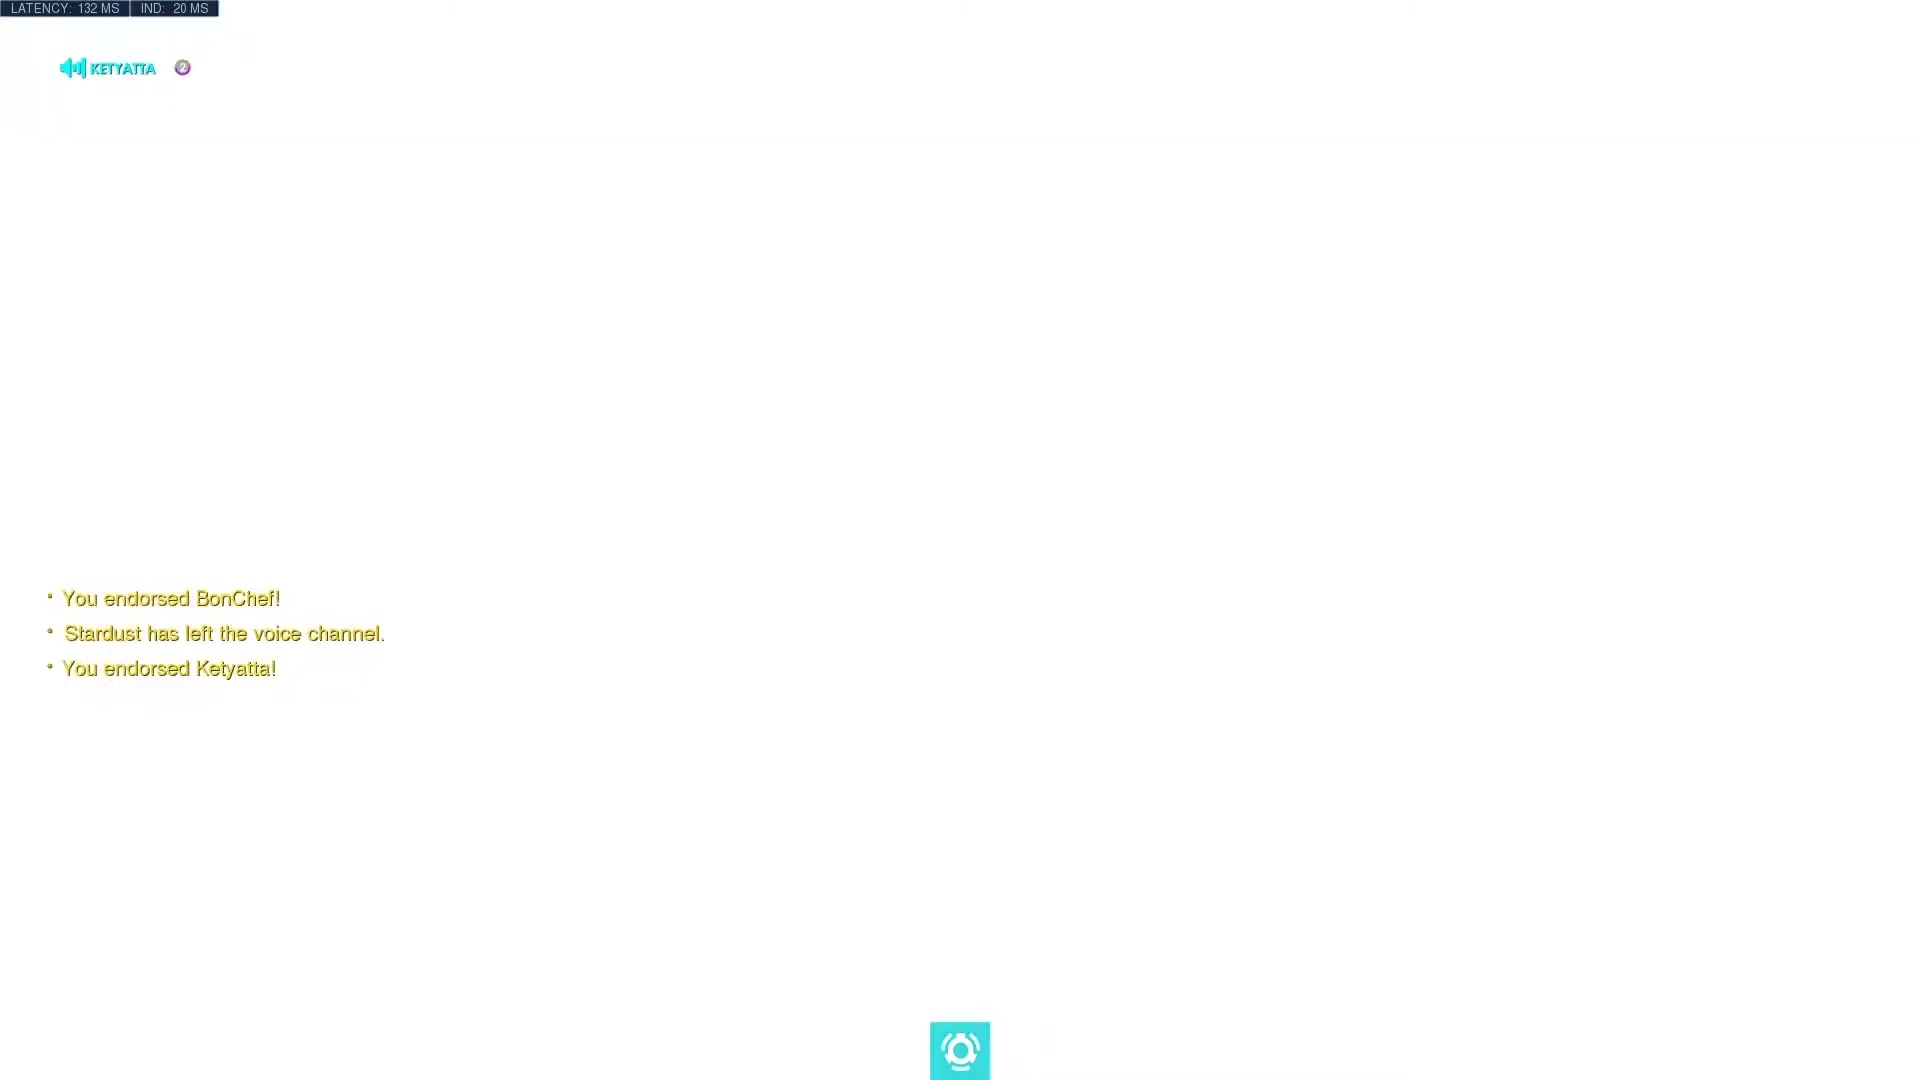 LATENCY: 132 MS IND: 20 MS
KETYATTA 2
• You endorsed BonChef!
• Stardust has left the voice channel.
• You endorsed Ketyatta!